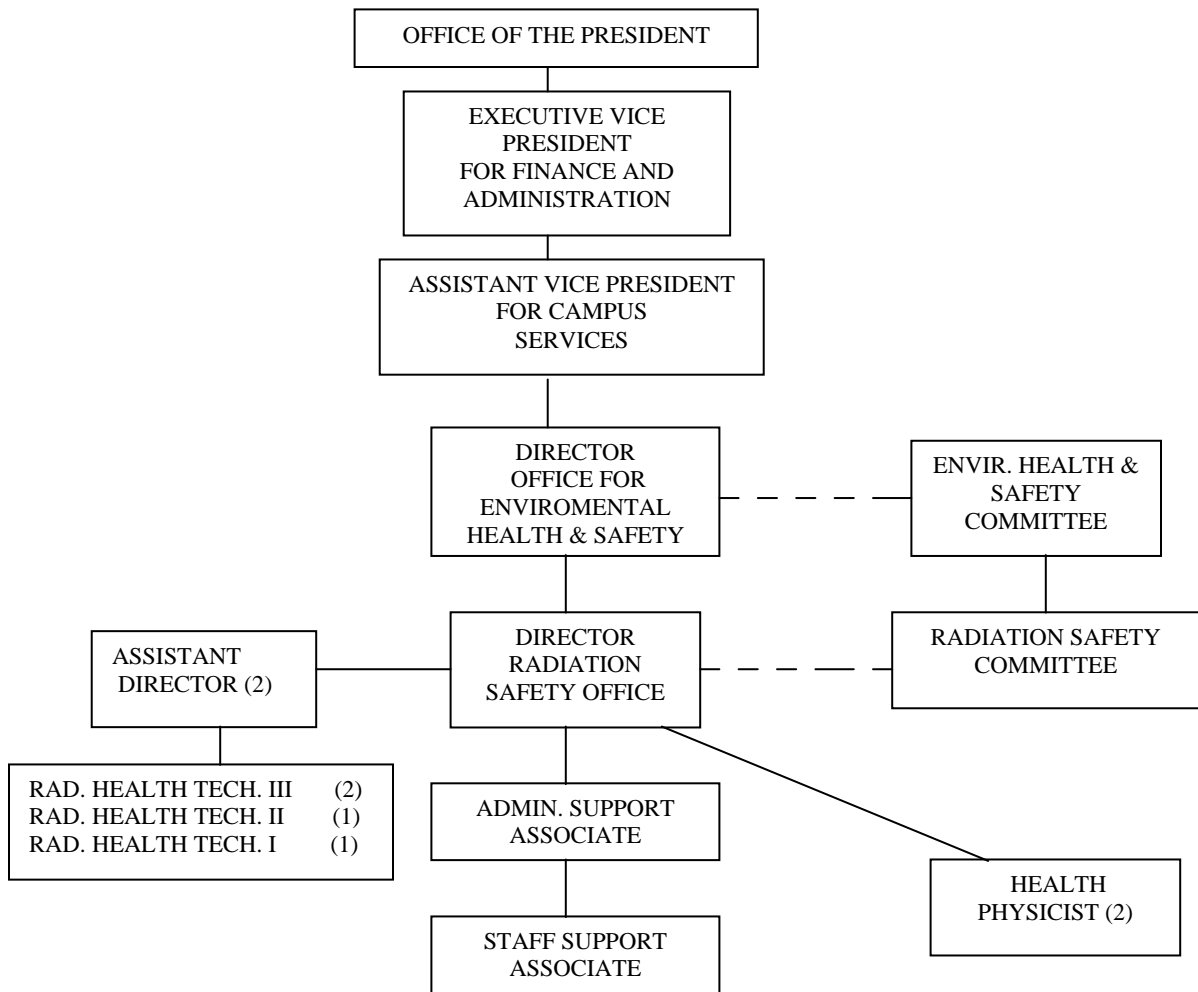 OFFICE OF THE PRESIDENT
EXECUTIVE VICE
PRESIDENT
FOR FINANCE AND
ADMINISTRATION
ASSISTANT VICE PRESIDENT
FOR CAMPUS
SERVICES
DIRECTOR
OFFICE FOR
ENVIROMENTAL
HEALTH & SAFETY
ENVIR. HEALTH &
SAFETY
COMMITTEE
ASSISTANT
DIRECTOR (2)
DIRECTOR
RADIATION
SAFETY OFFICE
RADIATION SAFETY
COMMITTEE
RAD. HEALTH TECH. III (2)
RAD. HEALTH TECH. II (1)
RAD. HEALTH TECH. I (1)
ADMIN. SUPPORT
ASSOCIATE
HEALTH
PHYSICIST (2)
STAFF SUPPORT
ASSOCIATE